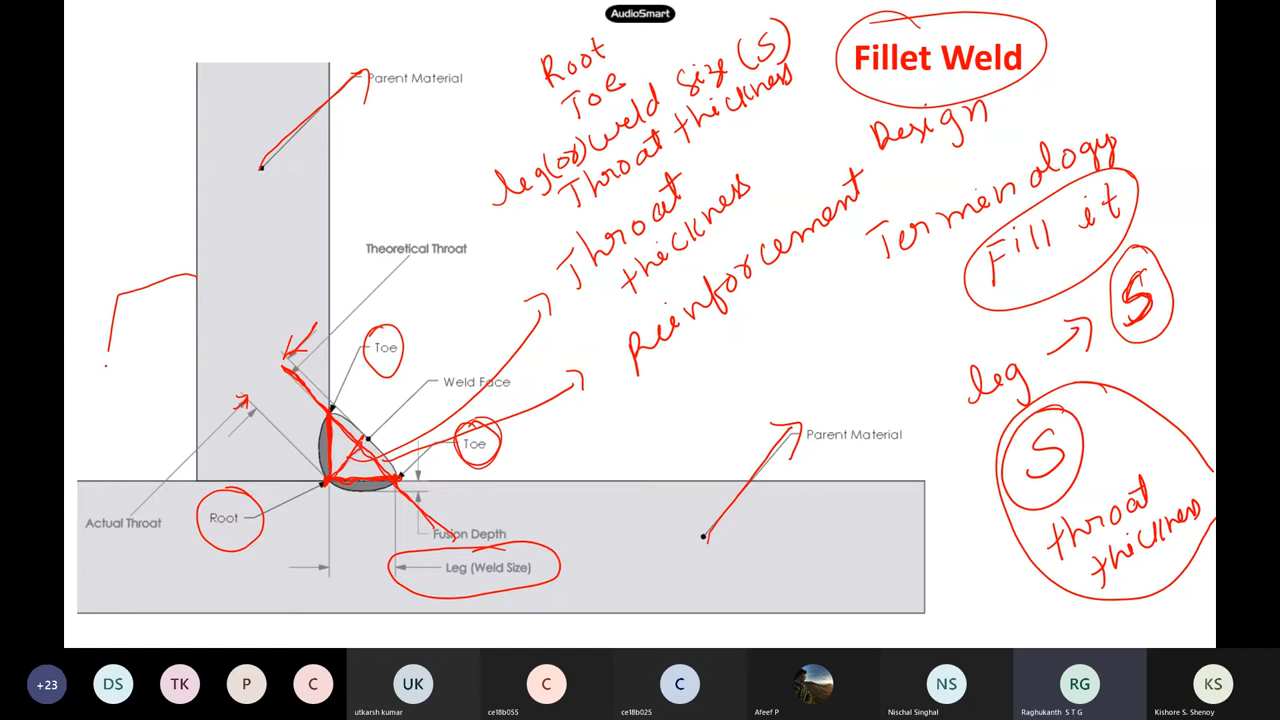 AudioSmart
Fillet Weld
Design
Termenology
Fill it
S
leg
S
throat
thickness
Root
Toe
leg(or)weld size(S)
Throat thickness
Throat
thickness
Reinforcement
Parent Material
Theoretical Throat
Toe
Weld Face
Toe
Parent Material
Actual Throat
Root
Fusion Depth
Leg (Weld Size)
+23
DS
TK
P
C
UK
utkarsh kumar
C
ce18b055
C
ce18b025
Afeef P
NS
Nischal Singhal
RG
Raghukanth S T G
KS
Kishore S. Shenoy